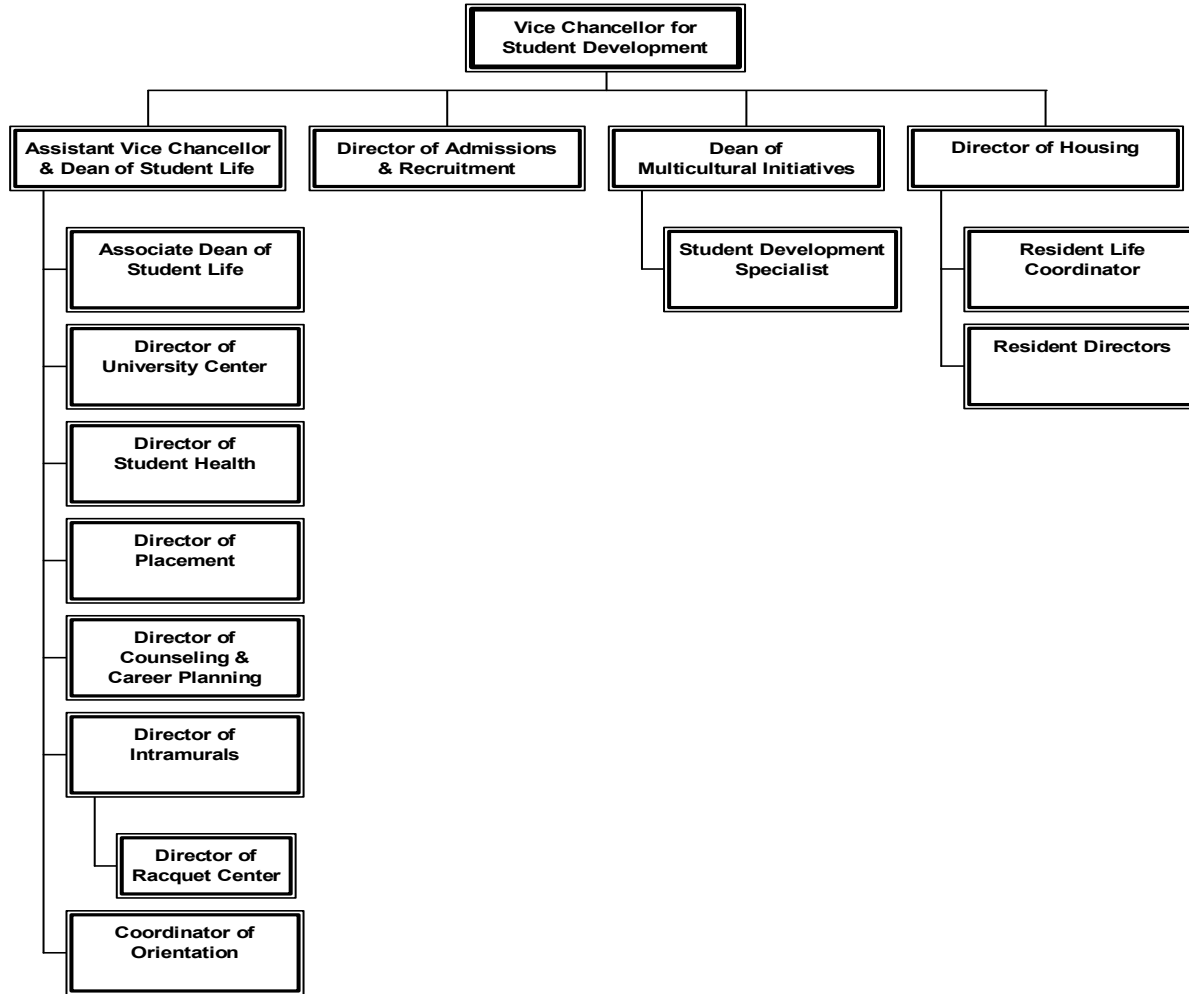 Vice Chancellor for
Student Development
Assistant Vice Chancellor
& Dean of Student Life
Director of Admissions
& Recruitment
Dean of
Multicultural Initiatives
Director of Housing
Associate Dean of
Student Life
Director of
University Center
Director of
Student Health
Director of
Placement
Director of
Counseling &
Career Planning
Director of
Intramurals
Director of
Racquet Center
Coordinator of
Orientation
Student Development
Specialist
Resident Life
Coordinator
Resident Directors